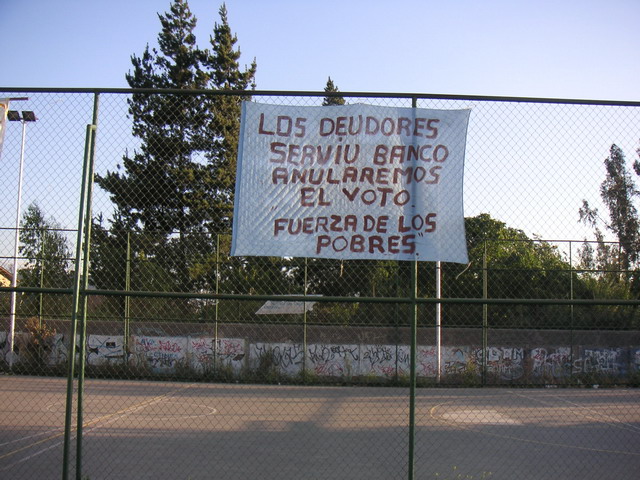 LOS DEUDORES
SERVIU BANCO
ANULAREMOS
EL VOTO.
"FUERZA DE LOS
POBRES."